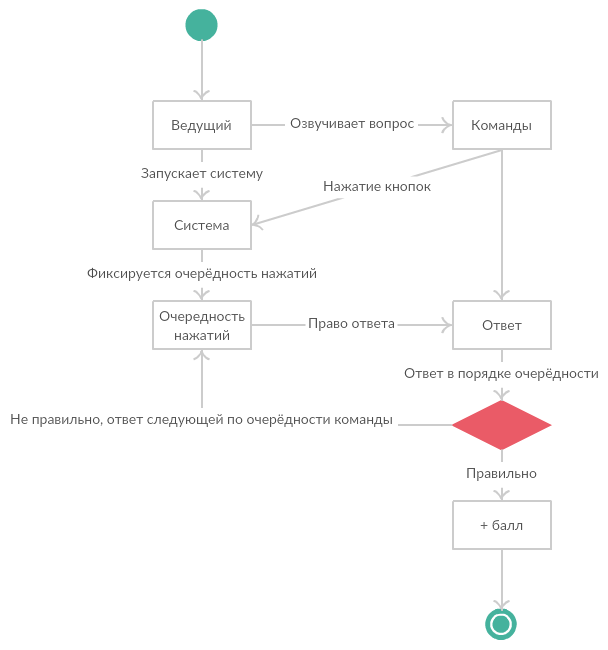 Ведущий
Озвучивает вопрос
Команды
Запускает систему
Нажатие кнопок
Система
Фиксируется очерёдность нажатий
Очередность
нажатий
Право ответа
Ответ
Ответ в порядке очерёдности
Не правильно, ответ следующей по очерёдности команды
Правильно
+ балл